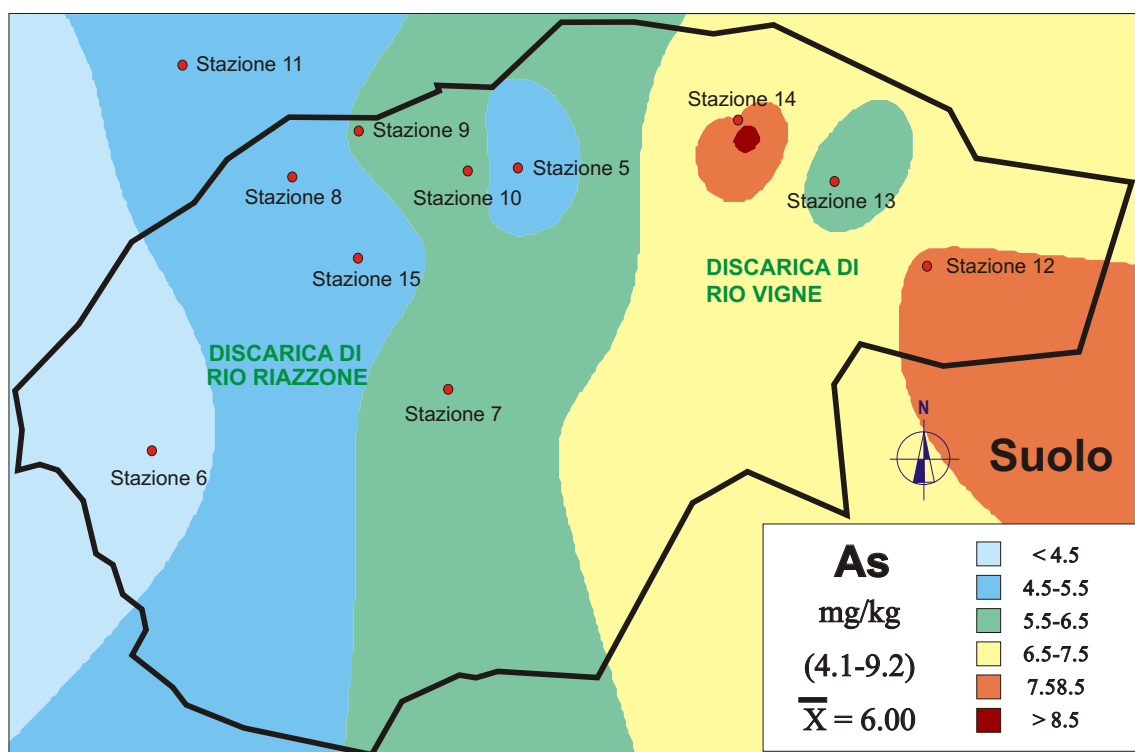 Stazione 11
Stazione 14
Stazione 9
Stazione 5
Stazione 10
Stazione 8
Stazione 13
Stazione 15
DISCARICA DI
RIO VIGNE
Stazione 12
DISCARICA DI
RIO RIAZZONE
Stazione 7
N
Suolo
Stazione 6
As
mg/kg
(4.1-9.2)
X̅ = 6.00
< 4.5
4.5-5.5
5.5-6.5
6.5-7.5
7.58.5
> 8.5